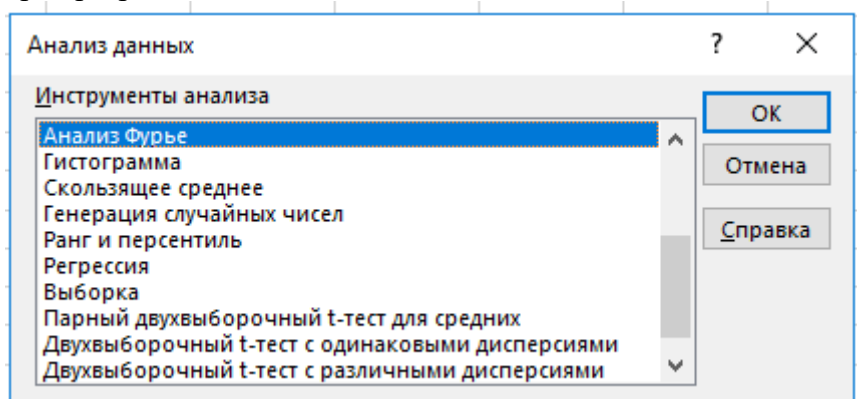 Анализ данных
?
Инструменты анализа
Анализ Фурье
Гистограмма
Скользящее среднее
Генерация случайных чисел
Ранг и персентиль
Регрессия
Выборка
Парный двухвыборочный t-тест для средних
Двухвыборочный t-тест с одинаковыми дисперсиями
Двухвыборочный t-тест с различными дисперсиями
ОК
Отмена
Справка